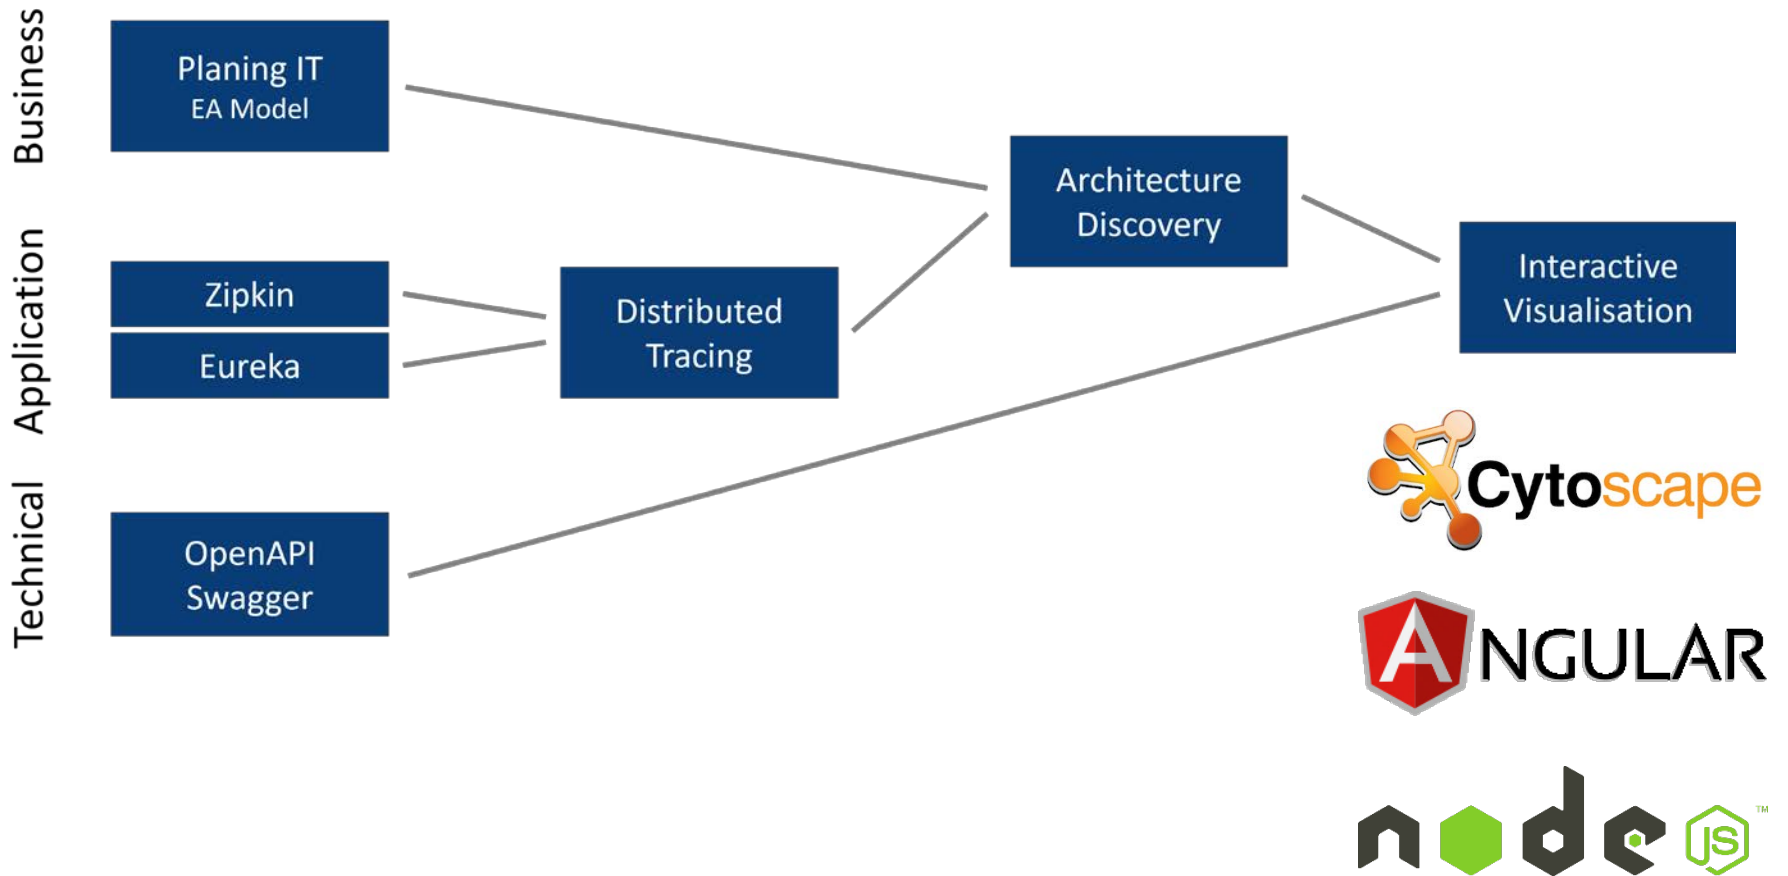 Business
Planing IT
EA Model
Architecture
Discovery
Interactive
Visualisation
Application
Zipkin
Eureka
Distributed
Tracing
Technical
OpenAPI
Swagger
Cytoscape
ANGULAR
node JS ™